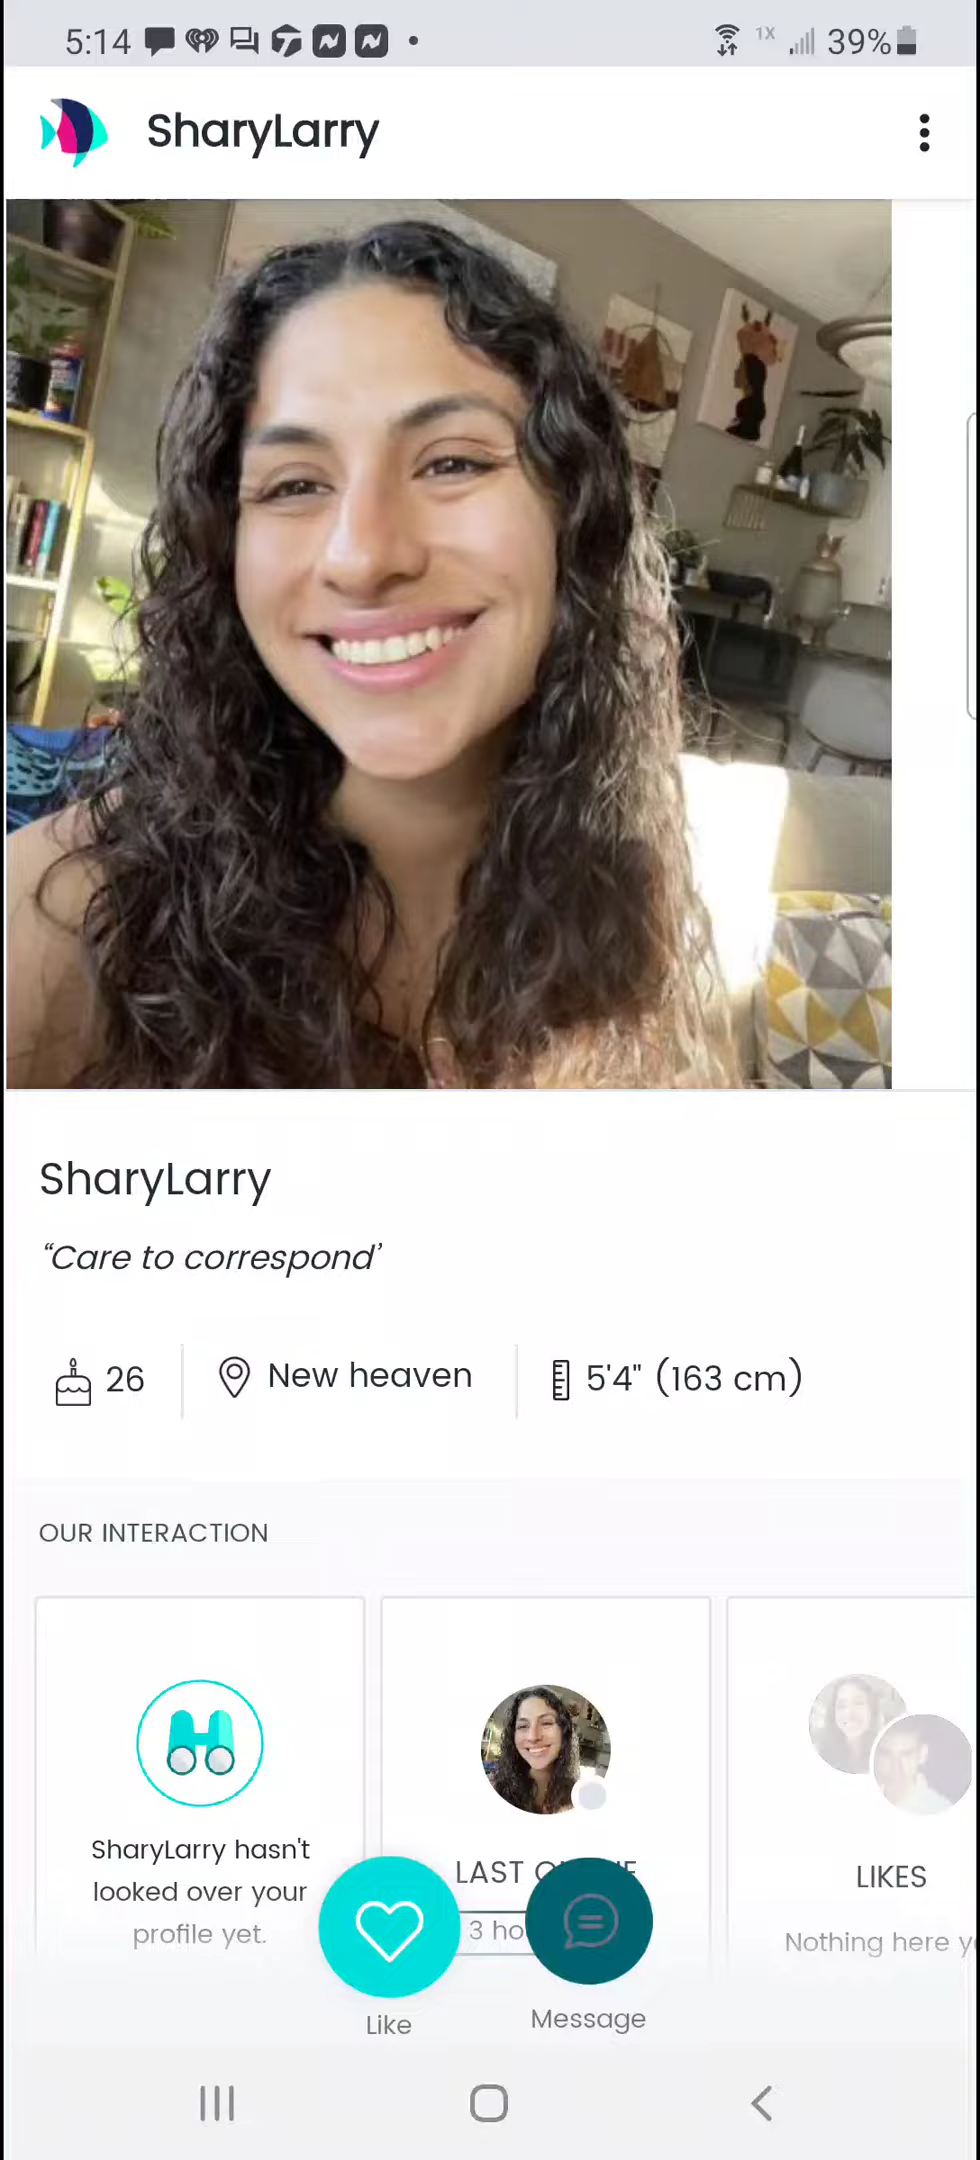 5:14 1X 39%
SharyLarry
SharyLarry
“Care to correspond’
26 New heaven 5'4" (163 cm)
OUR INTERACTION
SharyLarry hasn't
looked over your
profile yet.
LAST
3
LIKES
Nothing here
Like
Message